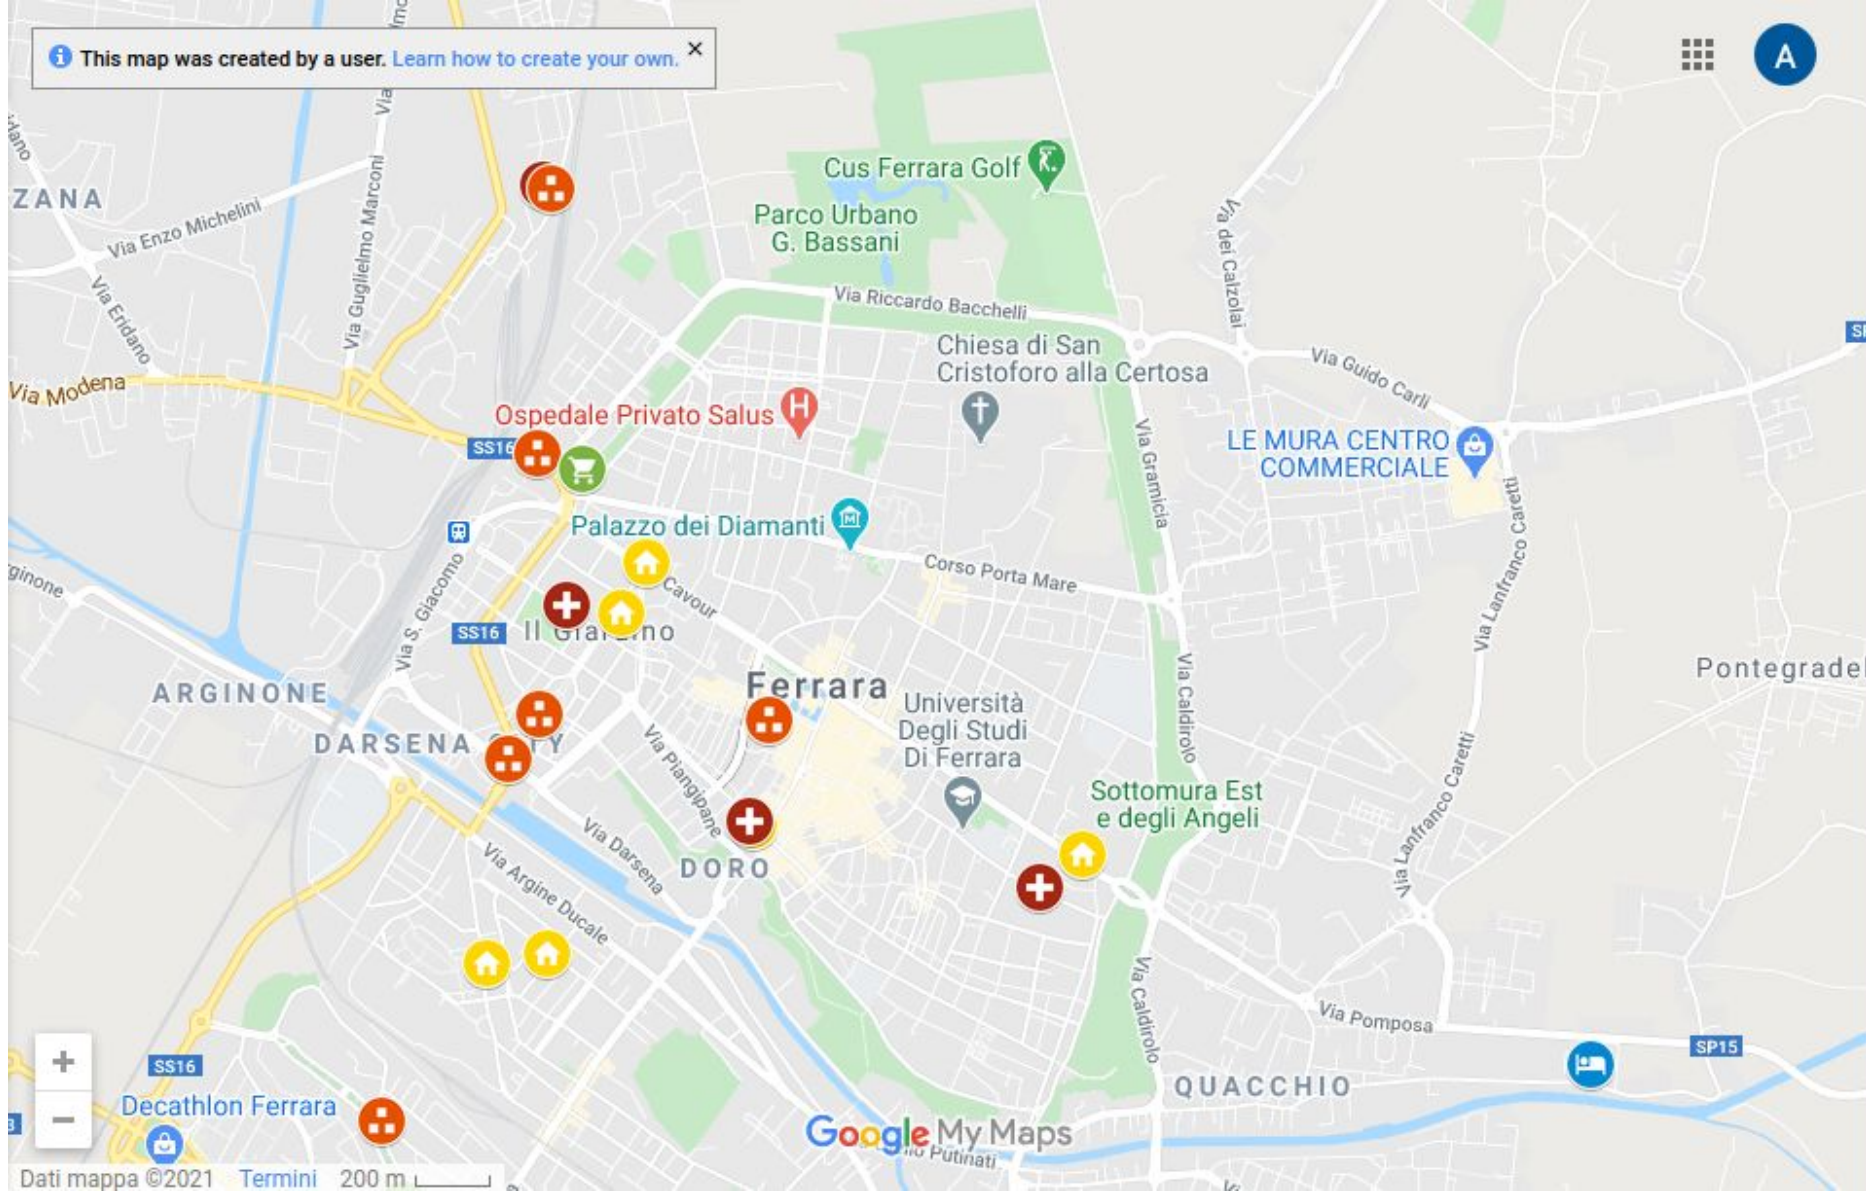 This map was created by a user. Learn how to create your own. ×
A
ZANA
Via Enzo Michelini
Via Guglielmo Marconi
Via Eridano
Via Modena
Cus Ferrara Golf
Parco Urbano
G. Bassani
Via dei Calzolai
Via Riccardo Bacchelli
Chiesa di San
Cristoforo alla Certosa
Via Guido Carli
Ospedale Privato Salus
H
SS16
LE MURA CENTRO
COMMERCIALE
Via Gramicia
Via Lanfranco Caretti
Palazzo dei Diamanti
M
Corso Porta Mare
Cavour
Via S. Giacomo
SS16
ARGINONE
Ferrara
Università
Degli Studi
Di Ferrara
Via Caldirolo
Pontegradel
DARSENA
Via Piangipane
Sottomura Est
e degli Angeli
Via Lanfranco Caretti
Via Darsena
DORO
Via Argine Ducale
Via Caldirolo
Via Pomposa
SP15
SS16
QUACCHIO
Decathlon Ferrara
Google My Maps
Putinati
Dati mappa ©2021 Termini 200 m